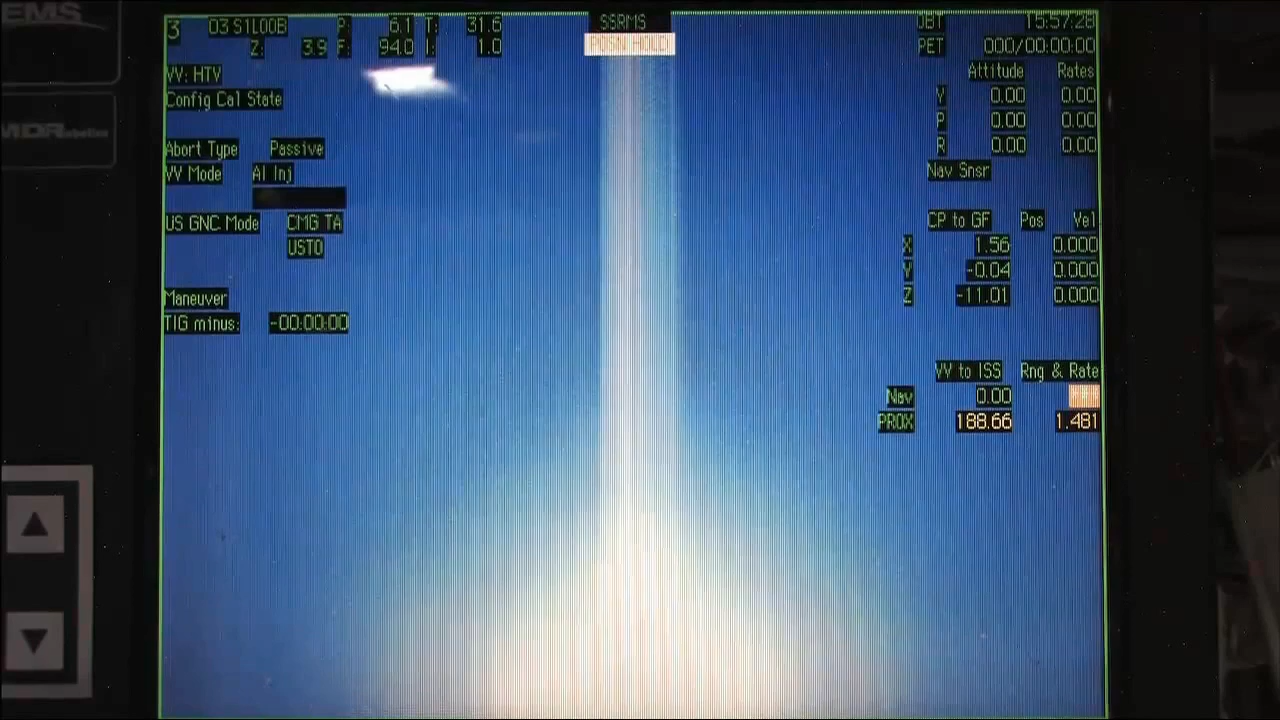 EMS
MDRobotics
3 03 S1LOOB P: 6.1 T: 31.6 SSRMS UBT 15:57:28
Z: 3.9 F: 94.0 I: 1.0 POSN HOLD PET 000/00:00:00
VV: HTV Attitude Rates
Config Cal State Y 0.00 0.00
P 0.00 0.00
Abort Type Passive R 0.00 0.00
VV Mode AI Inj Nav Snsr
US GNC Mode CMG TA CP to GF Pos Vel
USTO X 1.56 0.000
Y -0.04 0.000
Maneuver Z -11.01 0.000
TIG minus: -00:00:00
VV to ISS Rng & Rate
Nav 0.00 ***
PROX 188.66 1.481